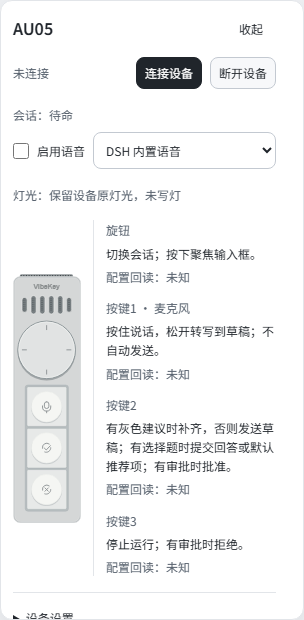 AU05
收起
未连接
连接设备
断开设备
会话：待命
启用语音
DSH 内置语音
灯光：保留设备原灯光，未写灯
VibeKey
旋钮
切换会话；按下聚焦输入框。
配置回读：未知
按键1 · 麦克风
按住说话，松开转写到草稿；不
自动发送。
配置回读：未知
按键2
有灰色建议时补齐，否则发送草
稿；有选择题时提交回答或默认
推荐项；有审批时批准。
配置回读：未知
按键3
停止运行；有审批时拒绝。
配置回读：未知
设备设置